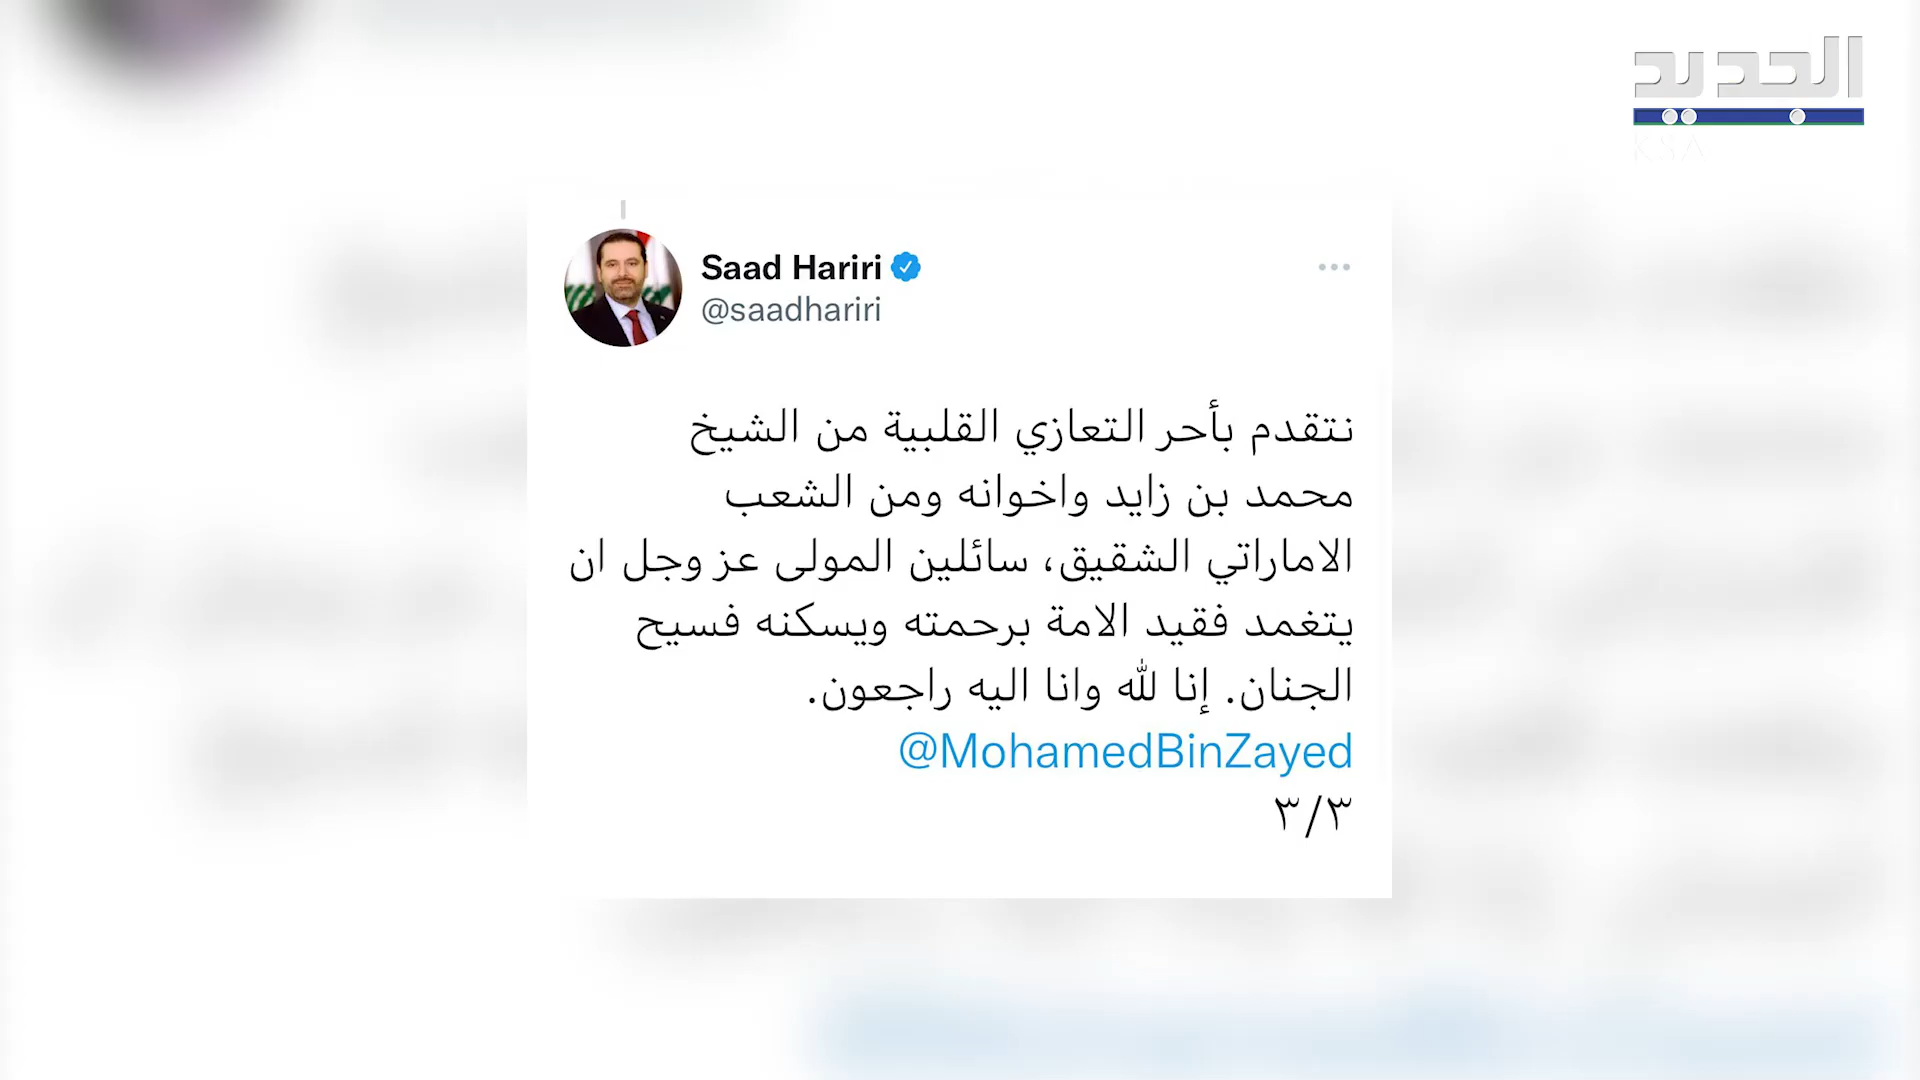 الجديد
KSA
Saad Hariri
@saadhariri
نتقدم بأحر التعازي القلبية من الشيخ
محمد بن زايد واخوانه ومن الشعب
الاماراتي الشقيق، سائلين المولى عز وجل ان
يتغمد فقيد الامة برحمته ويسكنه فسيح
الجنان. إنا لله وانا اليه راجعون.
@MohamedBinZayed
٣/٣